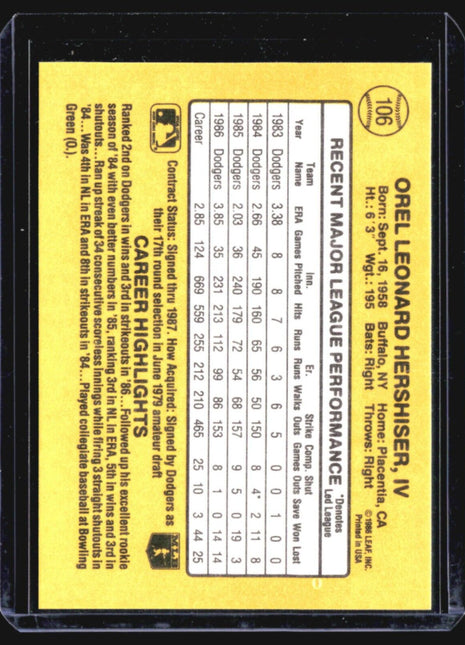 106
OREL LEONARD HERSHISER, IV
Born: Sept. 16, 1958 Buffalo, NY Home: Placentia, CA
Ht.: 6'3" Wgt.: 195 Bats: Right Throws: Right
© 1986 LEAF, INC.
Printed in USA
RECENT MAJOR LEAGUE PERFORMANCE *Denotes Led League
Team Inn. Er. Strike Comp. Shut
Year Name ERA Games Pitched Hits Runs Runs Walks Outs Games Outs Save Won Lost
1983 Dodgers 3.38 8 8 7 6 3 6 5 0 0 1 0 0
1984 Dodgers 2.66 45 190 160 65 56 50 150 8 4* 2 11 8
1985 Dodgers 2.03 36 240 179 72 54 68 157 9 5 0 19 3
1986 Dodgers 3.85 35 231 213 112 99 86 153 8 1 0 14 14
Career 2.85 124 669 559 255 212 210 465 25 10 3 44 25
Contract Status: Signed thru 1987. How Acquired: Signed by Dodgers as
their 17th round selection in June 1979 amateur draft
CAREER HIGHLIGHTS
MLB
Ranked 2nd on Dodgers in wins and 3rd in strikeouts in '86...Followed up his excellent rookie
season of '84 with even better numbers in '85, ranking 3rd in NL in ERA, 5th in wins and 3rd in
shutouts...Ran up streak of 34 consecutive scoreless innings while firing 3 straight shutouts in
'84...Was 4th in NL in ERA and 8th in strikeouts in '84...Played collegiate baseball at Bowling
Green (O.).